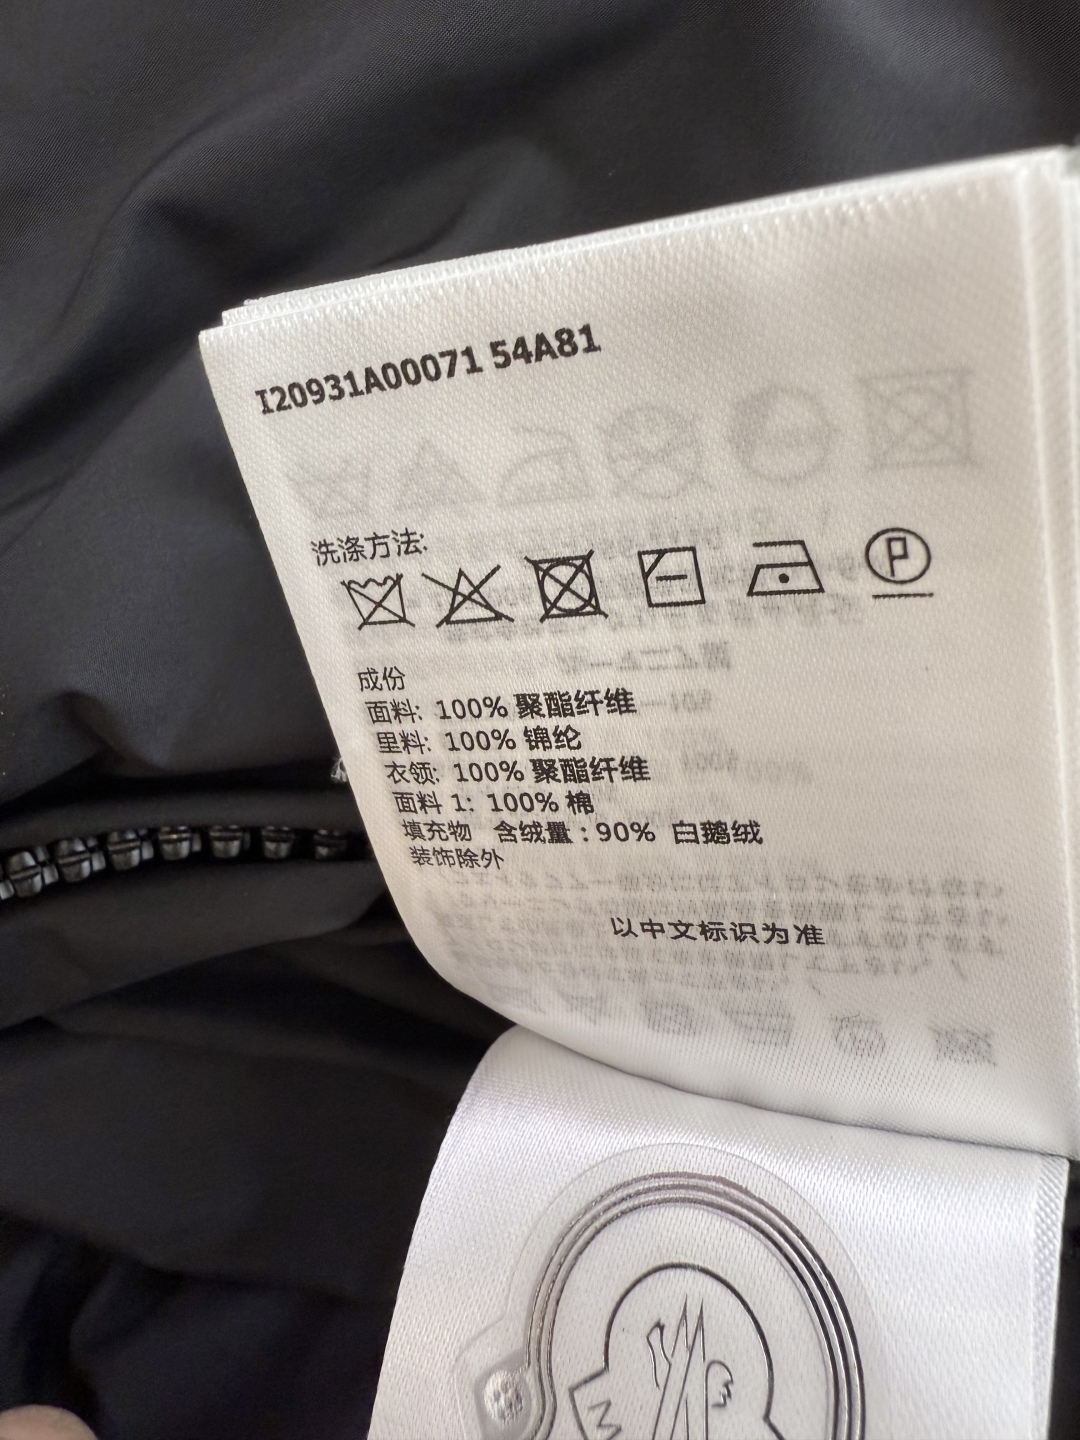 I20931A00071 54A81
洗涤方法:
P
成份
面料: 100% 聚酯纤维
里料: 100% 锦纶
衣领: 100% 聚酯纤维
面料 1: 100% 棉
填充物 含绒量:90% 白鹅绒
装饰除外
以中文标识为准
M